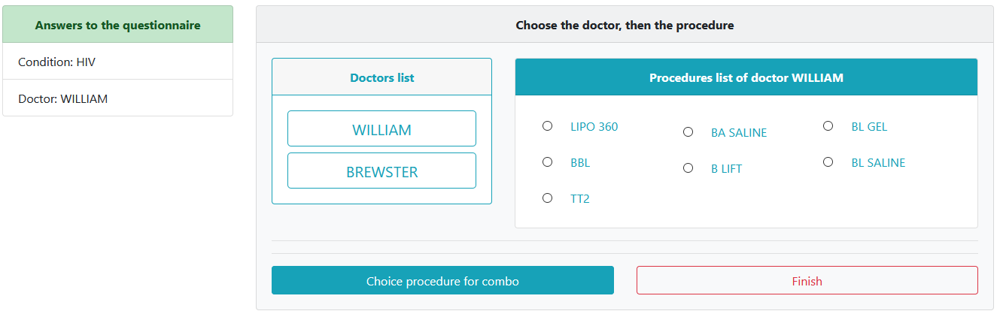 Answers to the questionnaire
Condition: HIV
Doctor: WILLIAM
Choose the doctor, then the procedure
Doctors list
WILLIAM
BREWSTER
Procedures list of doctor WILLIAM
LIPO 360
BBL
TT2
BA SALINE
B LIFT
BL GEL
BL SALINE
Choice procedure for combo
Finish